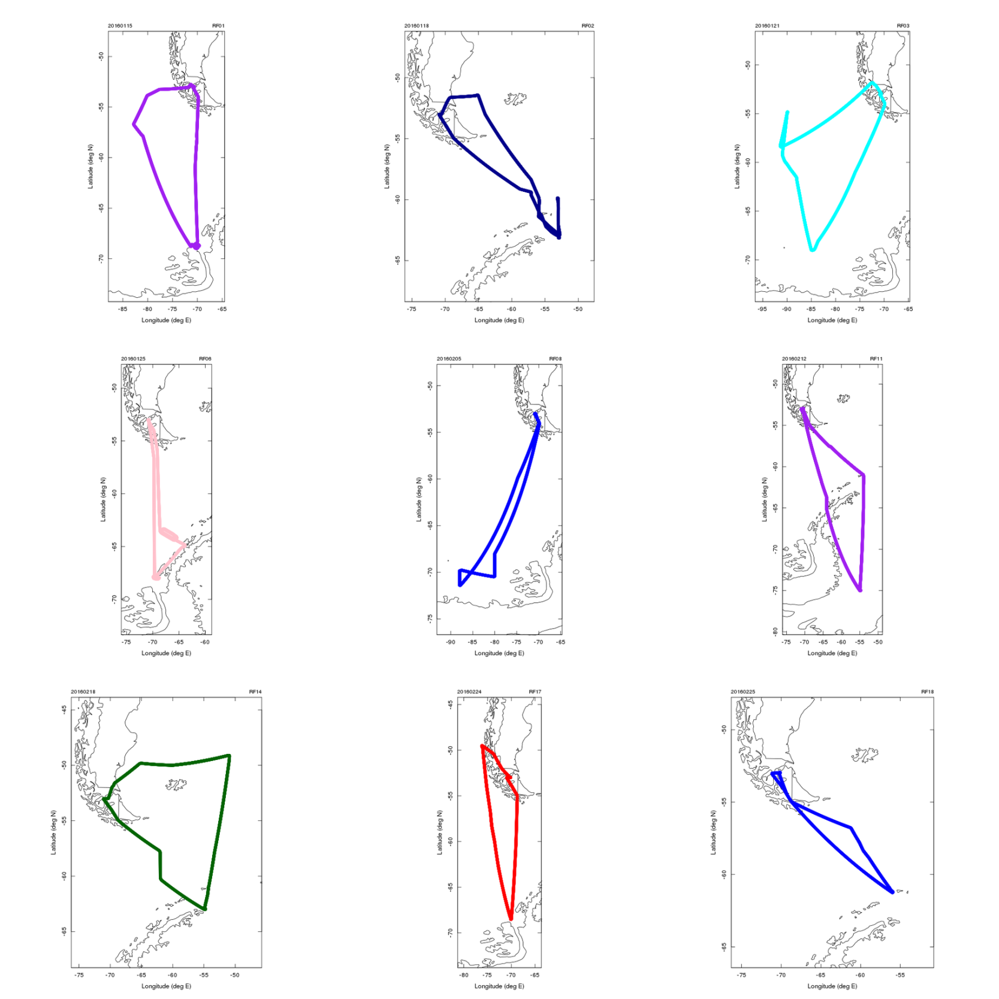 20160115 RF01
-50
-55
-60
-65
-70
Latitude (deg N)
-85 -80 -75 -70 -65
Longitude (deg E)
20160118 RF02
-50
-55
-60
-65
Latitude (deg N)
-75 -70 -65 -60 -55 -50
Longitude (deg E)
20160121 RF03
-50
-55
-60
-65
-70
Latitude (deg N)
-95 -90 -85 -80 -75 -70 -65
Longitude (deg E)
20160125 RF06
-50
-55
-60
-65
-70
Latitude (deg N)
-75 -70 -65 -60
Longitude (deg E)
20160205 RF08
-50
-55
-60
-65
-70
-75
Latitude (deg N)
-90 -85 -80 -75 -70 -65
Longitude (deg E)
20160212 RF11
-50
-55
-60
-65
-70
-75
-80
Latitude (deg N)
-75 -70 -65 -60 -55 -50
Longitude (deg E)
20160218 RF14
-45
-50
-55
-60
-65
Latitude (deg N)
-75 -70 -65 -60 -55 -50
Longitude (deg E)
20160224 RF17
-45
-50
-55
-60
-65
-70
Latitude (deg N)
-80 -75 -70 -65
Longitude (deg E)
20160225 RF18
-50
-55
-60
-65
Latitude (deg N)
-75 -70 -65 -60 -55
Longitude (deg E)